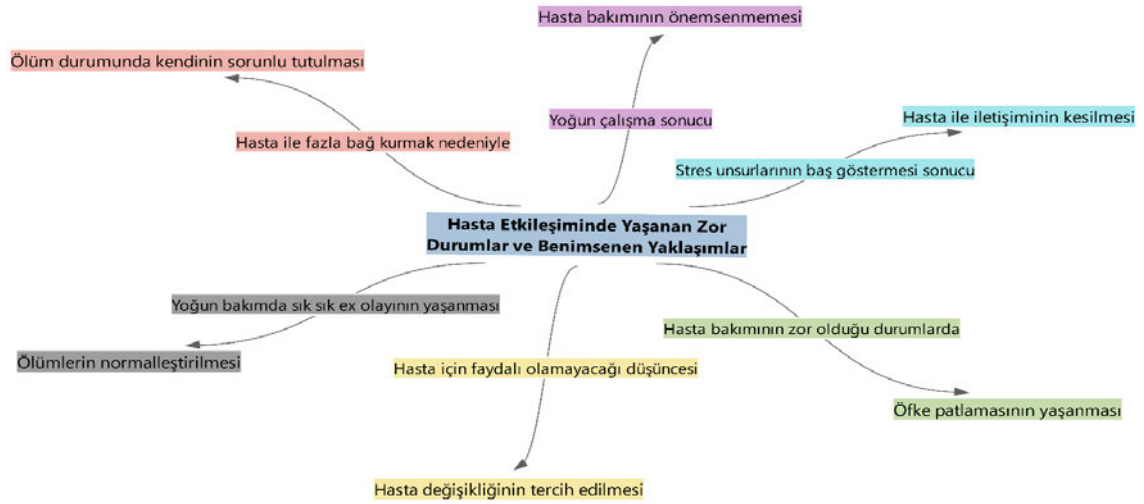 Hasta bakımının önemsenmemesi
Ölüm durumunda kendinin sorunlu tutulması
Yoğun çalışma sonucu
Hasta ile iletişiminin kesilmesi
Hasta ile fazla bağ kurmak nedeniyle
Stres unsurlarının baş göstermesi sonucu
Hasta Etkileşiminde Yaşanan Zor
Durumlar ve Benimsenen Yaklaşımlar
Yoğun bakımda sık sık ex olayının yaşanması
Hasta bakımının zor olduğu durumlarda
Ölümlerin normalleştirilmesi
Hasta için faydalı olamayacağı düşüncesi
Öfke patlamasının yaşanması
Hasta değişikliğinin tercih edilmesi